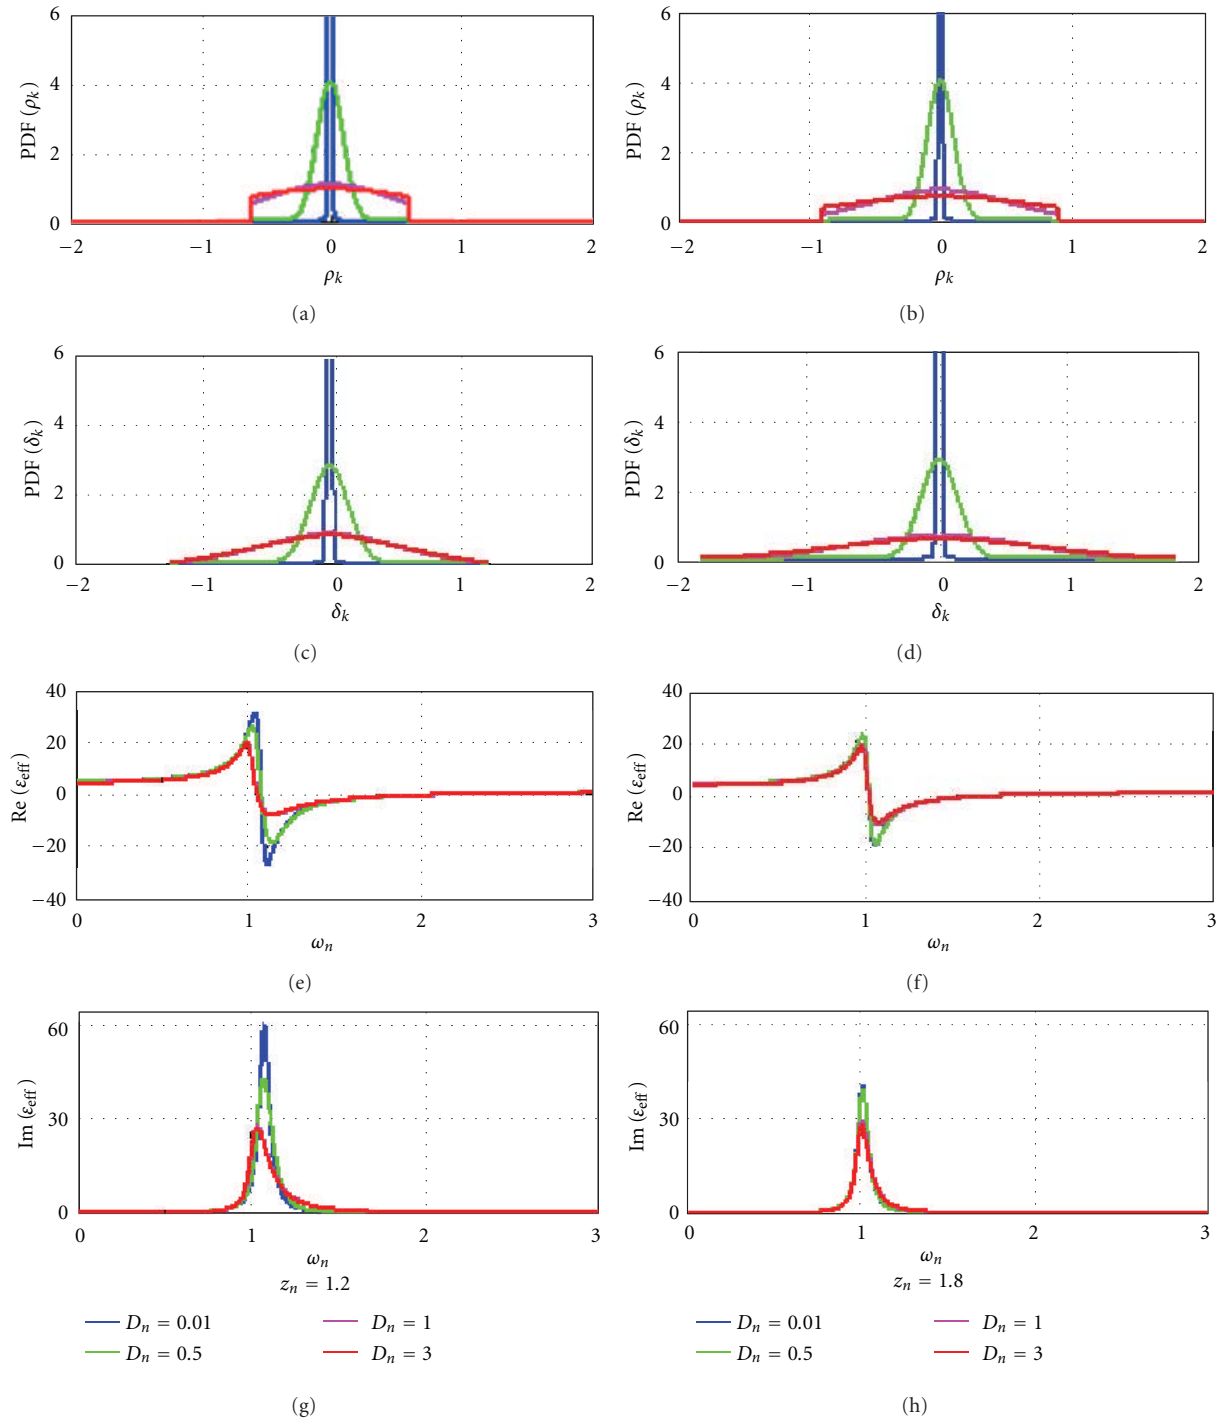 6
4
2
0
PDF (ρk)
−2 −1 0 1 2
ρk
(a)
6
4
2
0
PDF (ρk)
−2 −1 0 1 2
ρk
(b)
6
4
2
0
PDF (δk)
−2 −1 0 1 2
δk
(c)
6
4
2
0
PDF (δk)
−2 −1 0 1 2
δk
(d)
40
20
0
−20
−40
Re (εeff)
0 1 2 3
ωn
(e)
40
20
0
−20
−40
Re (εeff)
0 1 2 3
ωn
(f)
60
30
0
Im (εeff)
0 1 2 3
ωn
zn = 1.2
Dn = 0.01 Dn = 1
Dn = 0.5 Dn = 3
(g)
60
30
0
Im (εeff)
0 1 2 3
ωn
zn = 1.8
Dn = 0.01 Dn = 1
Dn = 0.5 Dn = 3
(h)